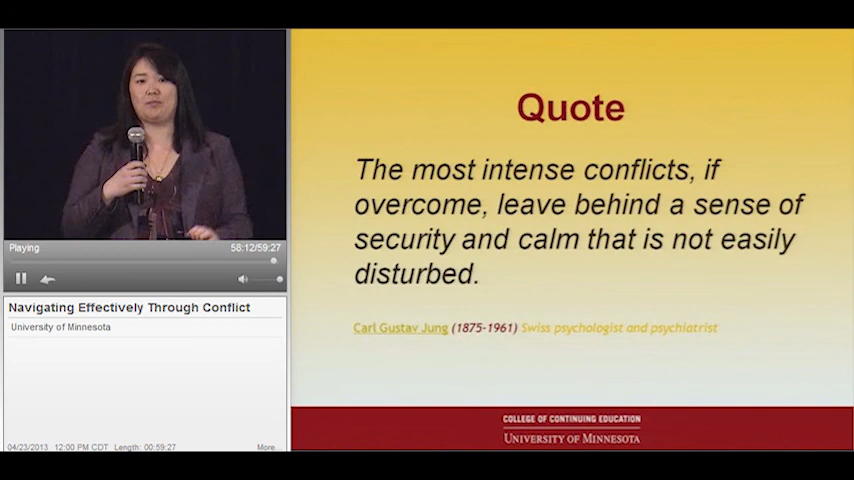 Playing
58:12/59:27
Navigating Effectively Through Conflict
University of Minnesota
04/23/2013 12:00 PM CDT Length: 00:59:27
More...
Quote
The most intense conflicts, if
overcome, leave behind a sense of
security and calm that is not easily
disturbed.
Carl Gustav Jung (1875-1961) Swiss psychologist and psychiatrist
COLLEGE OF CONTINUING EDUCATION
UNIVERSITY OF MINNESOTA